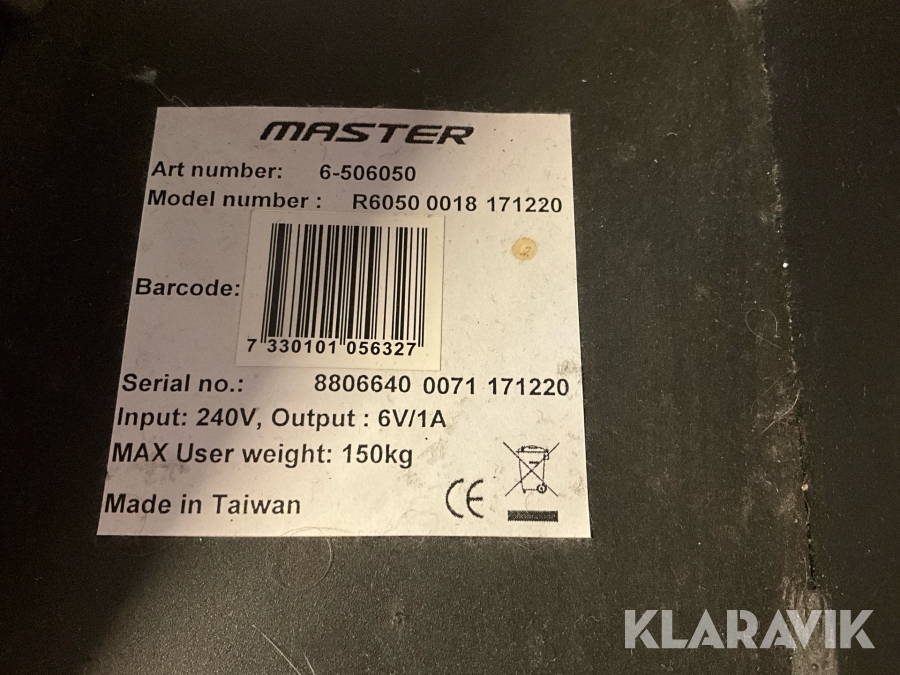 MASTER
Art number: 6-506050
Model number : R6050 0018 171220
Barcode:
7 330101 056327
Serial no.: 8806640 0071 171220
Input: 240V, Output : 6V/1A
MAX User weight: 150kg
Made in Taiwan
CE
KLARAVIK